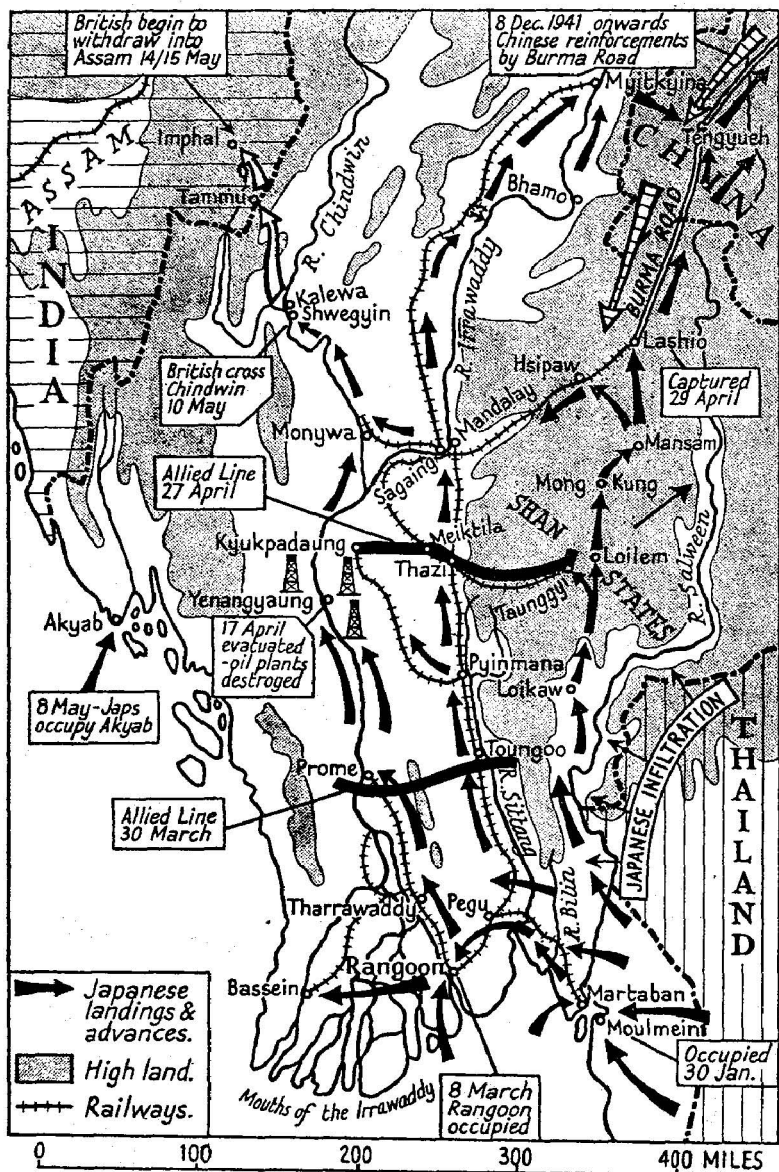 British begin to
withdraw into
Assam 14/15 May
8 Dec. 1941 onwards
Chinese reinforcements
by Burma Road
Myitkyina
Imphal
Tengyueh
CHINA
ASSAM
Tammu
R. Chindwin
Bhamo
BURMA ROAD
INDIA
Kalewa
Shwegyin
R. Irrawaddy
Lashio
British cross
Chindwin
10 May
Hsipaw
Captured
29 April
Monywa
Mandalay
Mansam
Sagaing
Allied Line
27 April
Mong Kung
SHAN
STATES
Meiktila
Kyukpadaung
Thazi
Loilem
Taunggyi
R. Salween
Yenangyaung
Akyab
17 April
evacuated
-oil plants
destroged
Pyinmana
Loikaw
8 May-Japs
occupy Akyab
Toungoo
Prome
R. Sittang
JAPANESE INFILTRATION
THAILAND
Allied Line
30 March
Tharrawaddy
Pegu
R. Bilin
Rangoon
Bassein
Martaban
Moulmein
Japanese
landings &
advances.
High land.
Railways.
Mouths of the Irrawaddy
8 March
Rangoon
occupied
Occupied
30 Jan.
0 100 200 300 400 MILES